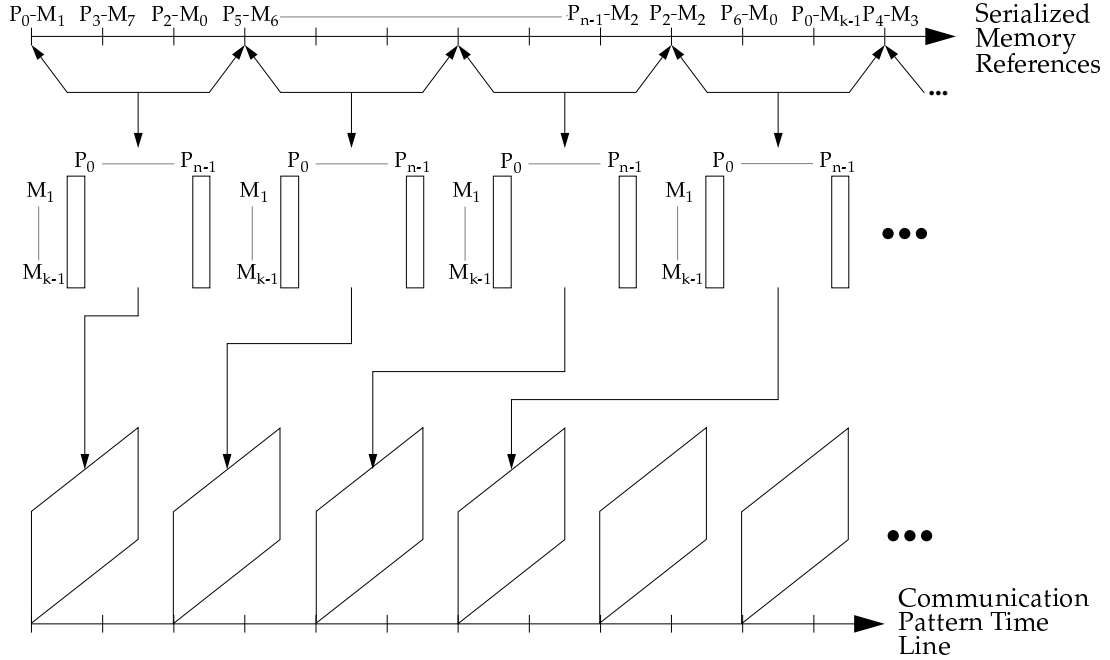 P0-M1 P3-M7 P2-M0 P5-M6 Pn-1-M2 P2-M2 P6-M0 P0-Mk-1 P4-M3
Serialized
Memory
References
...
P0 Pn-1 P0 Pn-1 P0 Pn-1 P0 Pn-1
M1 M1 M1 M1
...
Mk-1 Mk-1 Mk-1 Mk-1
...
Communication
Pattern Time
Line